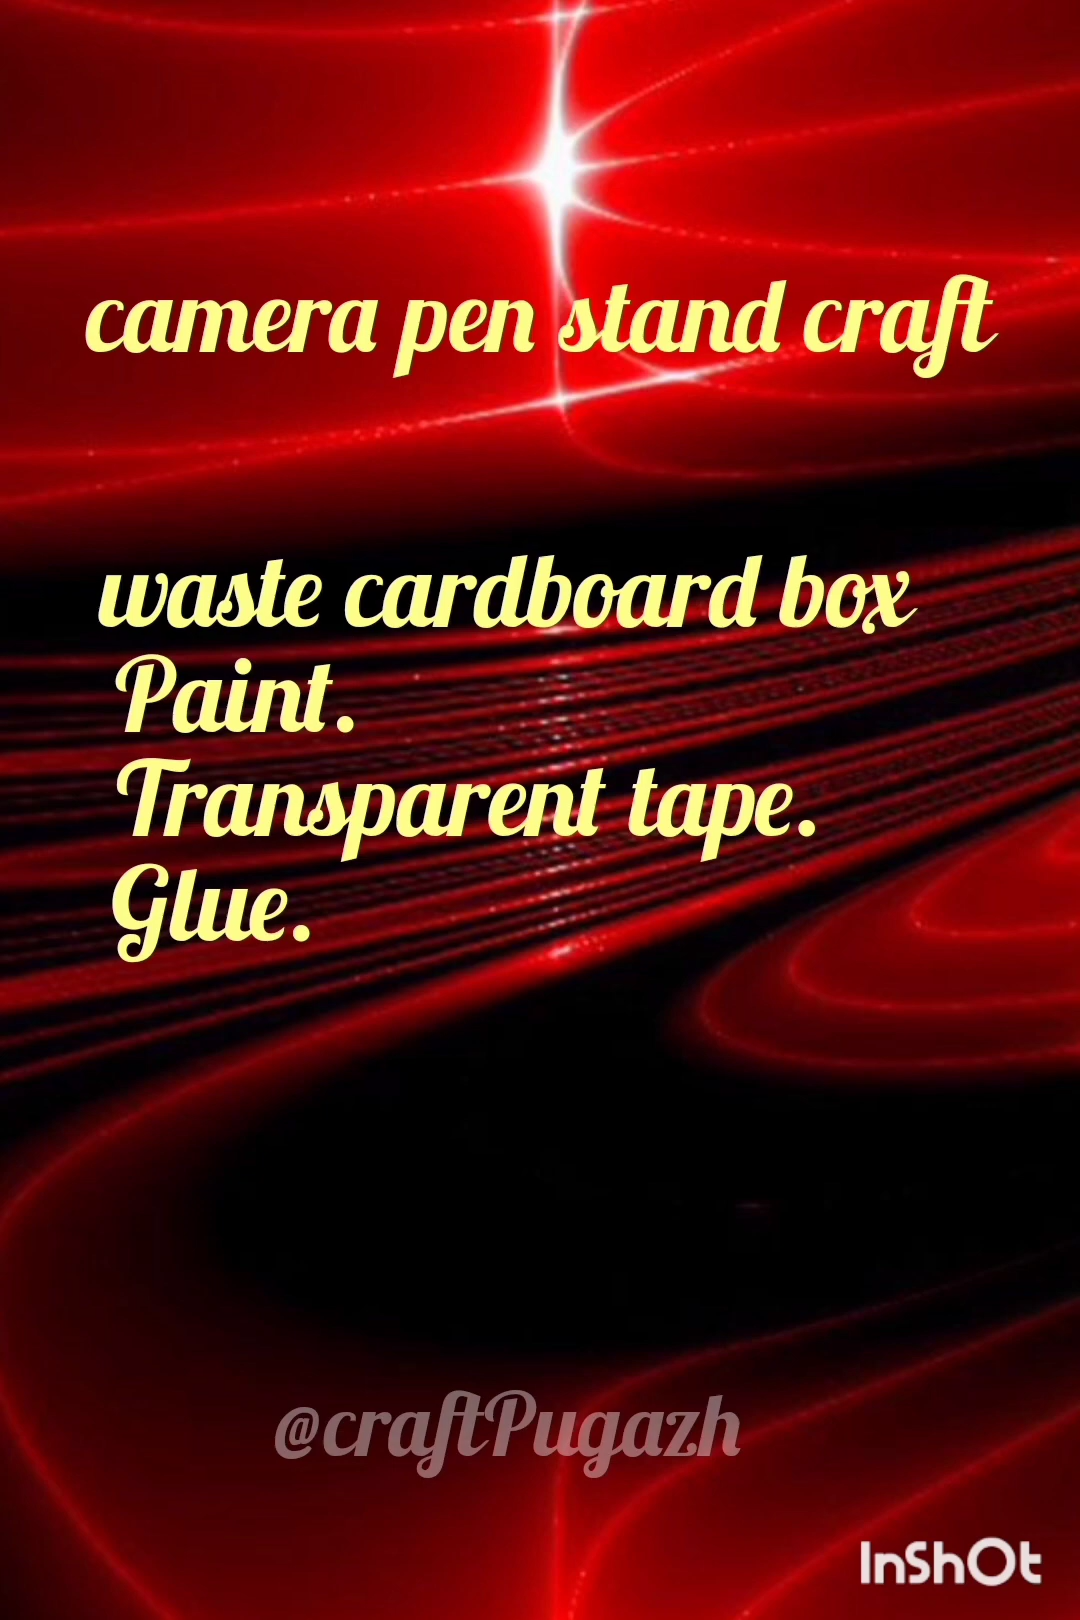 camera pen stand craft
waste cardboard box
Paint.
Transparent tape.
Glue.
@craftPugazh
InShOt